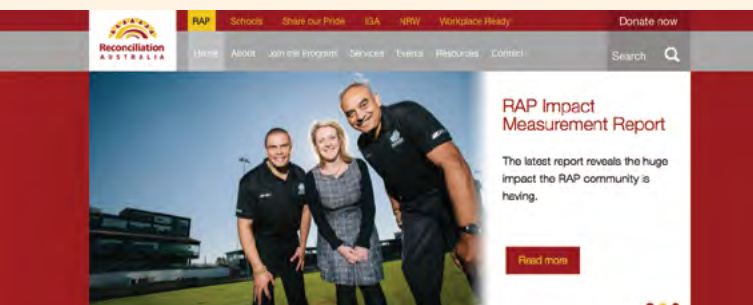 RAP Schools Share our Pride IGA NRW Workplace Ready Donate now
Reconciliation
AUSTRALIA
Home About Join the Program Services Events Resources Contact Search
RAP Impact
Measurement Report
The latest report reveals the huge
impact the RAP community is
having.
Read more